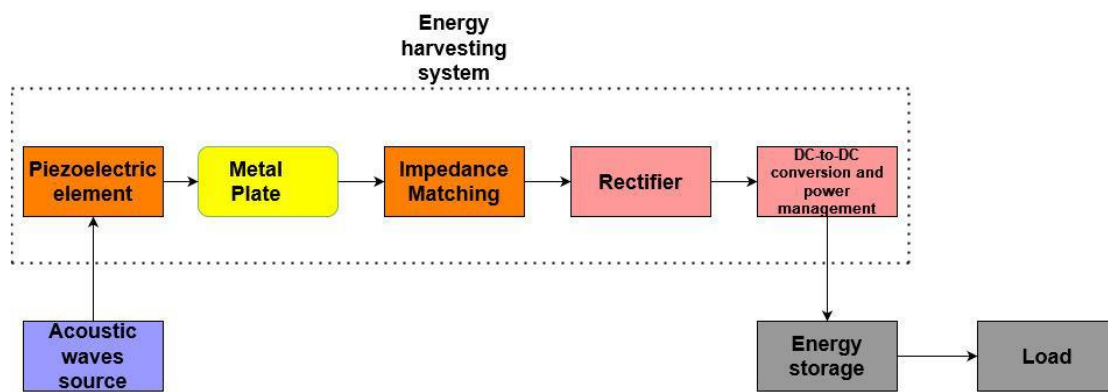 Energy
harvesting
system
Piezoelectric
element
Metal
Plate
Impedance
Matching
Rectifier
DC-to-DC
conversion and
power
management
Acoustic
waves
source
Energy
storage
Load